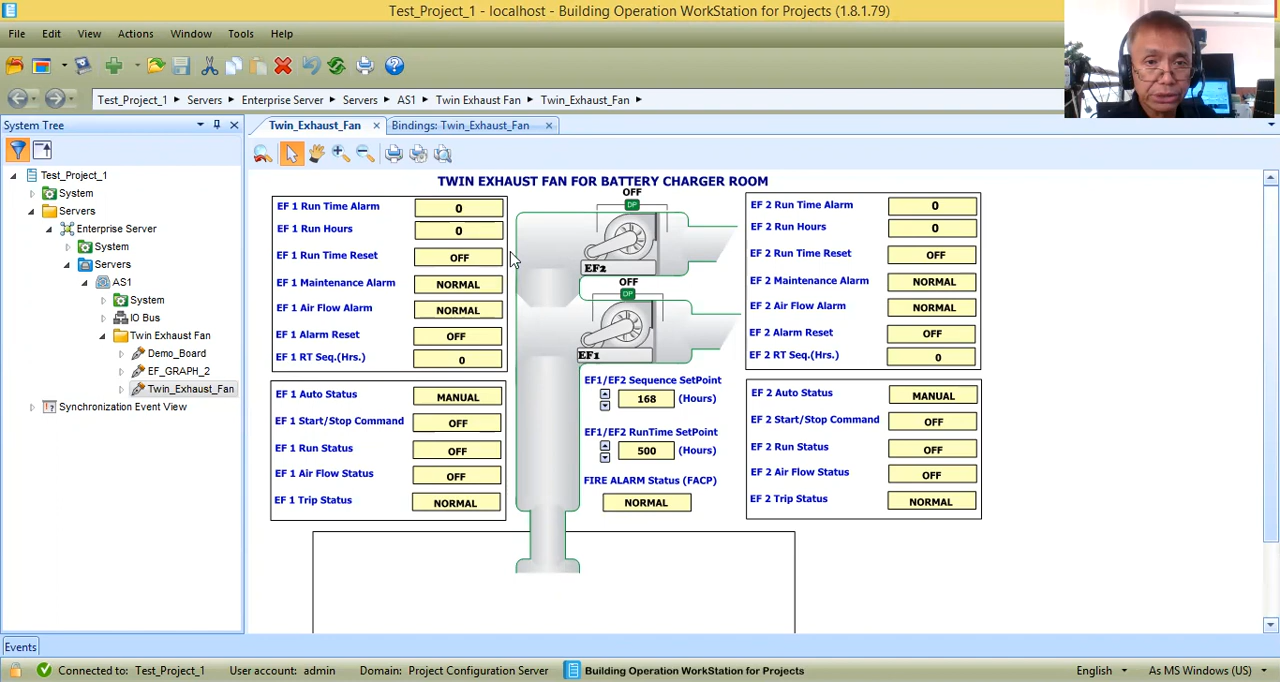 Test_Project_1 - localhost - Building Operation WorkStation for Projects (1.8.1.79)
File Edit View Actions Window Tools Help
Test_Project_1 Servers Enterprise Server Servers AS1 Twin Exhaust Fan Twin_Exhaust_Fan
System Tree
Twin_Exhaust_Fan
Bindings: Twin_Exhaust_Fan
Test_Project_1
System
Servers
Enterprise Server
System
Servers
AS1
System
IO Bus
Twin Exhaust Fan
Demo_Board
EF_GRAPH_2
Twin_Exhaust_Fan
Synchronization Event View
TWIN EXHAUST FAN FOR BATTERY CHARGER ROOM
EF 1 Run Time Alarm 0
EF 1 Run Hours 0
EF 1 Run Time Reset OFF
EF 1 Maintenance Alarm NORMAL
EF 1 Air Flow Alarm NORMAL
EF 1 Alarm Reset OFF
EF 1 RT Seq.(Hrs.) 0
EF 1 Auto Status MANUAL
EF 1 Start/Stop Command OFF
EF 1 Run Status OFF
EF 1 Air Flow Status OFF
EF 1 Trip Status NORMAL
OFF
DP
EF2
OFF
DP
EF1
EF1/EF2 Sequence SetPoint
168 (Hours)
EF1/EF2 RunTime SetPoint
500 (Hours)
FIRE ALARM Status (FACP)
NORMAL
EF 2 Run Time Alarm 0
EF 2 Run Hours 0
EF 2 Run Time Reset OFF
EF 2 Maintenance Alarm NORMAL
EF 2 Air Flow Alarm NORMAL
EF 2 Alarm Reset OFF
EF 2 RT Seq.(Hrs.) 0
EF 2 Auto Status MANUAL
EF 2 Start/Stop Command OFF
EF 2 Run Status OFF
EF 2 Air Flow Status OFF
EF 2 Trip Status NORMAL
Events
Connected to: Test_Project_1 User account: admin Domain: Project Configuration Server Building Operation WorkStation for Projects English As MS Windows (US)